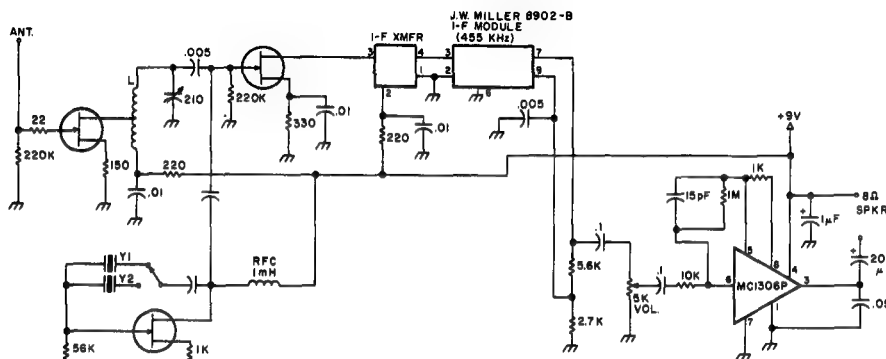 ANT.
22
220K
150
.01
L
220
210
.005
220K
330
.01
I-F XMFR
3
4
1
2
220
.01
J.W. MILLER 8902-B
I-F MODULE
(455 KHz)
3
2
6
7
9
.005
+9V
1K
15pF
1M
1µF
8Ω
SPKR
Y1
Y2
RFC
1mH
56K
1K
.1
5.6K
2.7K
5K
VOL.
.1
10K
6
5
8
4
MC1306P
3
1
7
20
µ